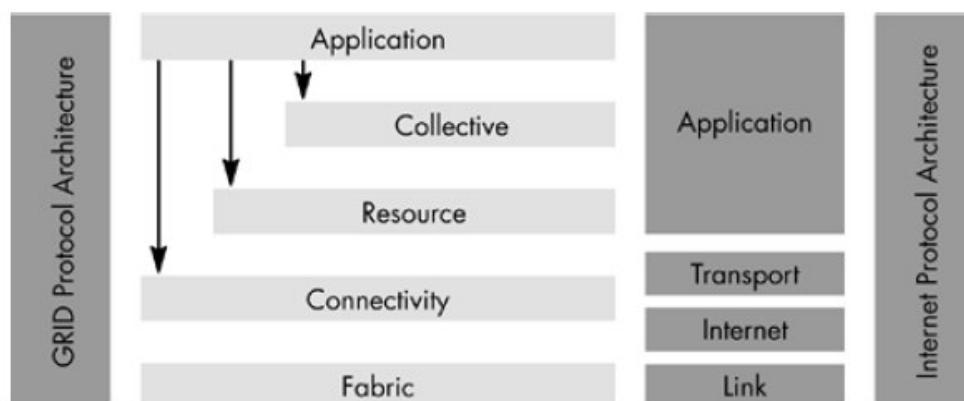 GRID Protocol Architecture
Application
Collective
Resource
Connectivity
Fabric
Application
Transport
Internet
Link
Internet Protocol Architecture